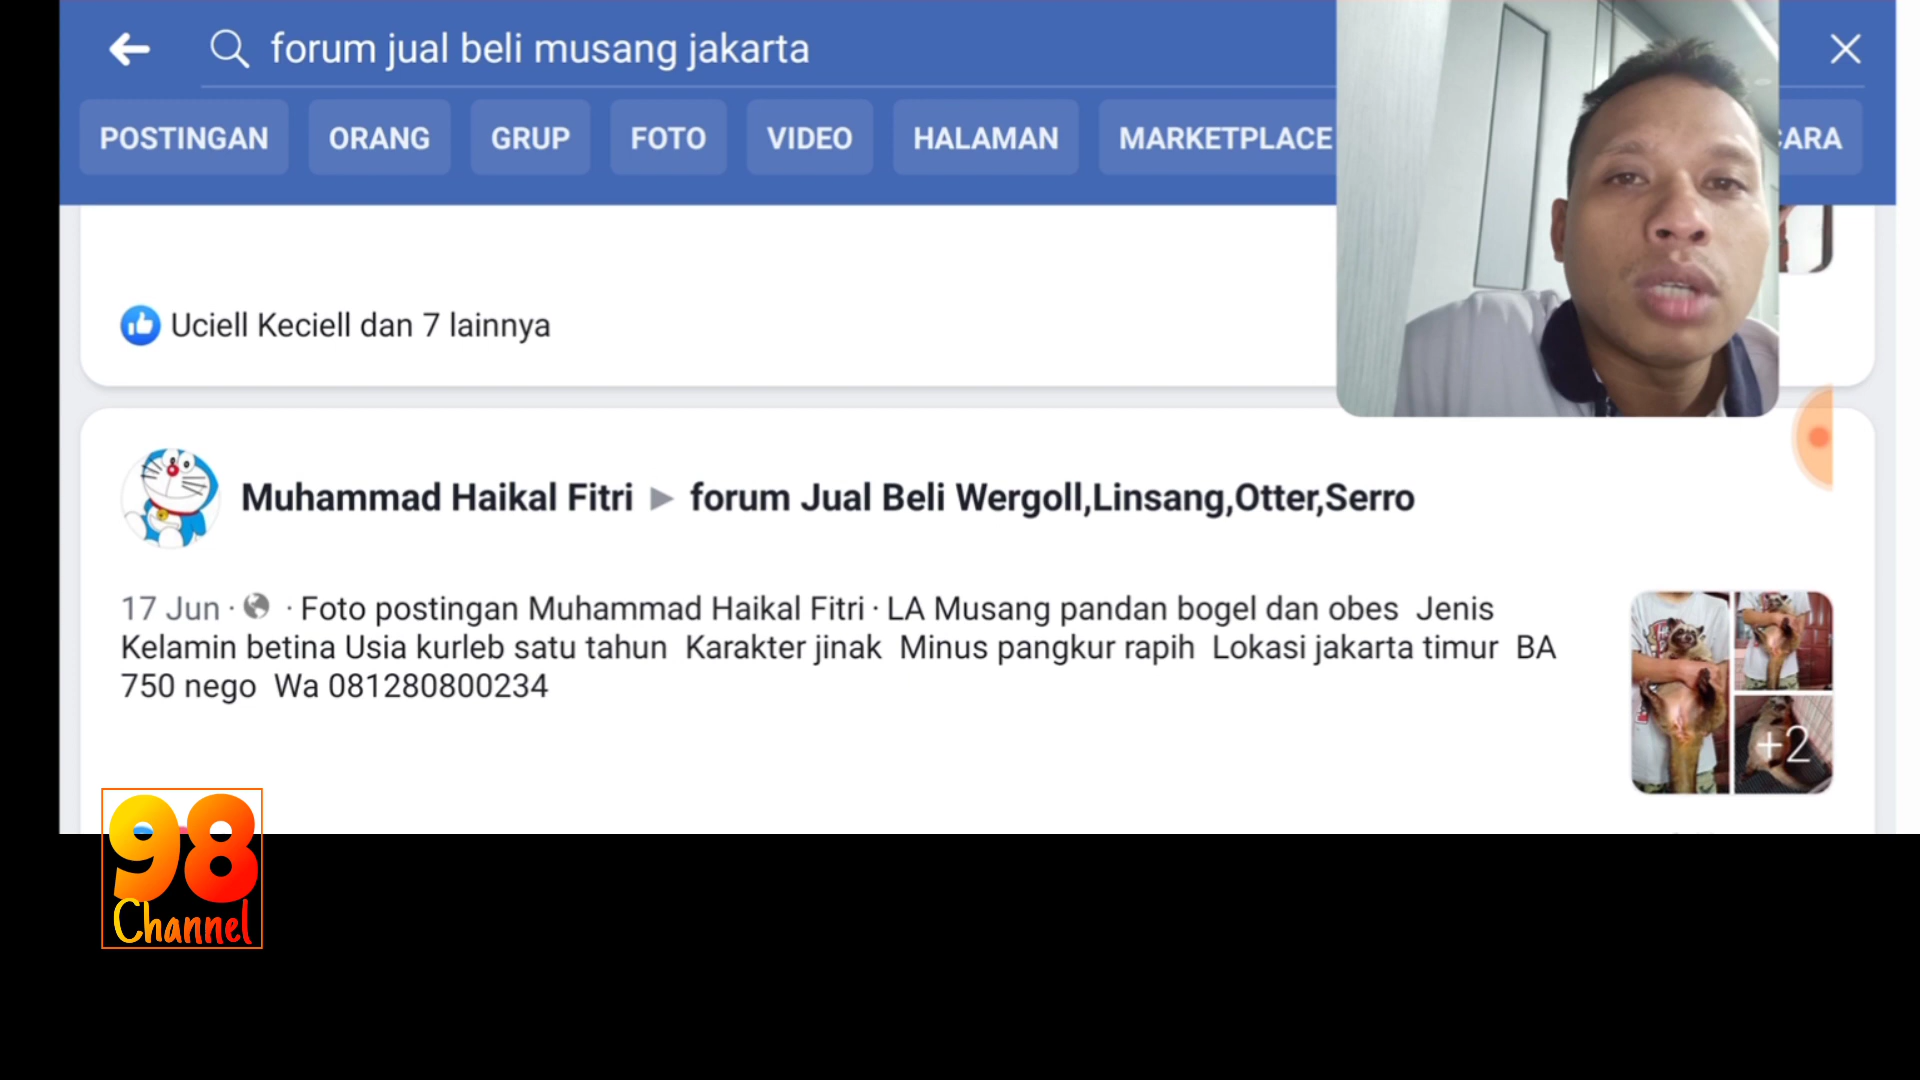 forum jual beli musang jakarta
POSTINGAN ORANG GRUP FOTO VIDEO HALAMAN MARKETPLACE
Uciell Keciell dan 7 lainnya
Muhammad Haikal Fitri ▶ forum Jual Beli Wergoll,Linsang,Otter,Serro
17 Jun · · Foto postingan Muhammad Haikal Fitri · LA Musang pandan bogel dan obes Jenis
Kelamin betina Usia kurleb satu tahun Karakter jinak Minus pangkur rapih Lokasi jakarta timur BA
750 nego Wa 081280800234
+2
98
Channel